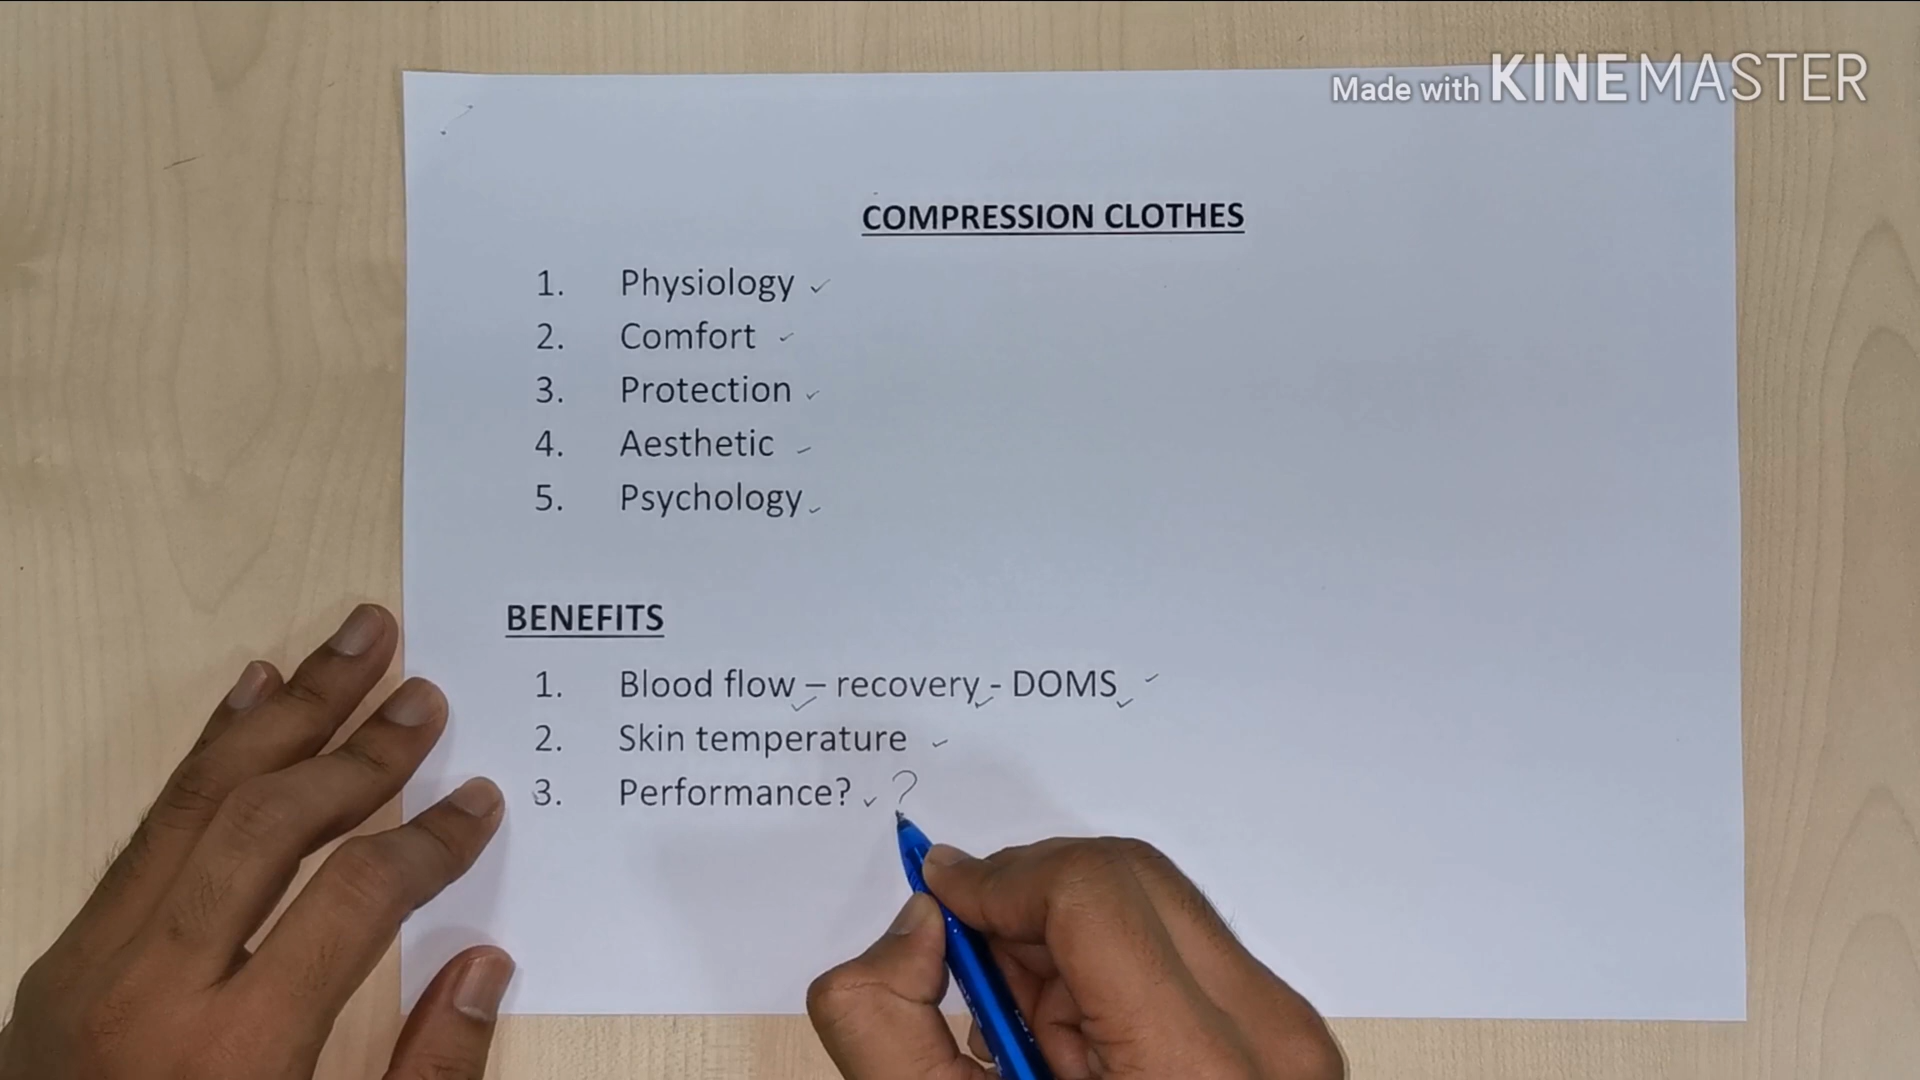 Made with KINEMASTER
COMPRESSION CLOTHES
1. Physiology ✓
2. Comfort ✓
3. Protection ✓
4. Aesthetic ✓
5. Psychology ✓
BENEFITS
1. Blood flow – recovery - DOMS ✓
2. Skin temperature ✓
3. Performance? ✓ ?